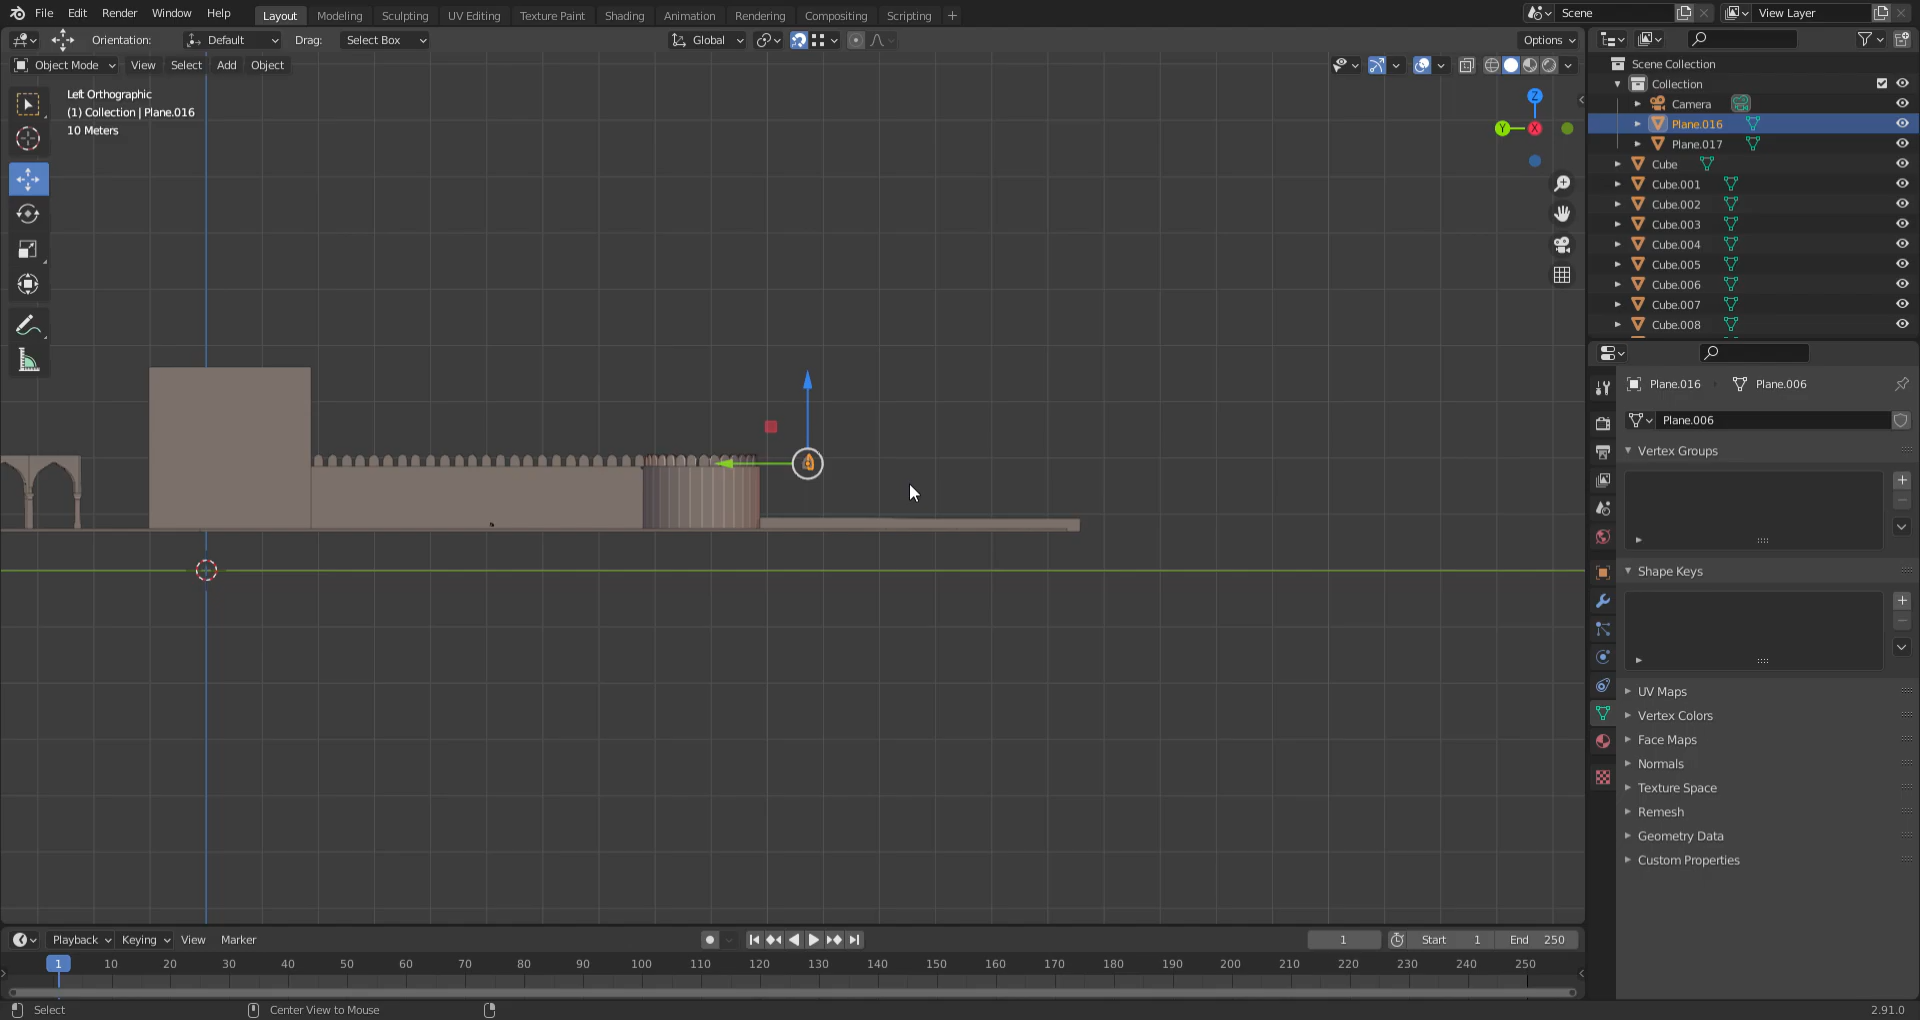 File Edit Render Window Help Layout Modeling Sculpting UV Editing Texture Paint Shading Animation Rendering Compositing Scripting + Scene View Layer
Orientation: Default Drag: Select Box Global Options
Object Mode View Select Add Object
Left Orthographic
(1) Collection | Plane.016
10 Meters
Z
Y
X
Scene Collection
Collection
Camera
Plane.016
Plane.017
Cube
Cube.001
Cube.002
Cube.003
Cube.004
Cube.005
Cube.006
Cube.007
Cube.008
Plane.016 Plane.006
Plane.006
Vertex Groups
Shape Keys
UV Maps
Vertex Colors
Face Maps
Normals
Texture Space
Remesh
Geometry Data
Custom Properties
Playback Keying View Marker 1 Start 1 End 250
1 10 20 30 40 50 60 70 80 90 100 110 120 130 140 150 160 170 180 190 200 210 220 230 240 250
Select Center View to Mouse 2.91.0